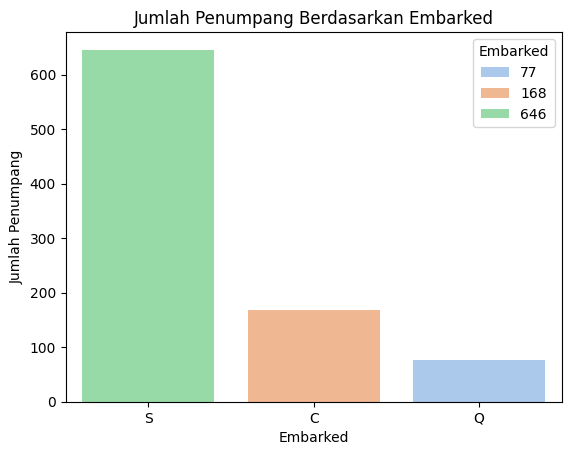 Jumlah Penumpang Berdasarkan Embarked
Embarked
77
168
646
Jumlah Penumpang
600
500
400
300
200
100
0
S C Q
Embarked